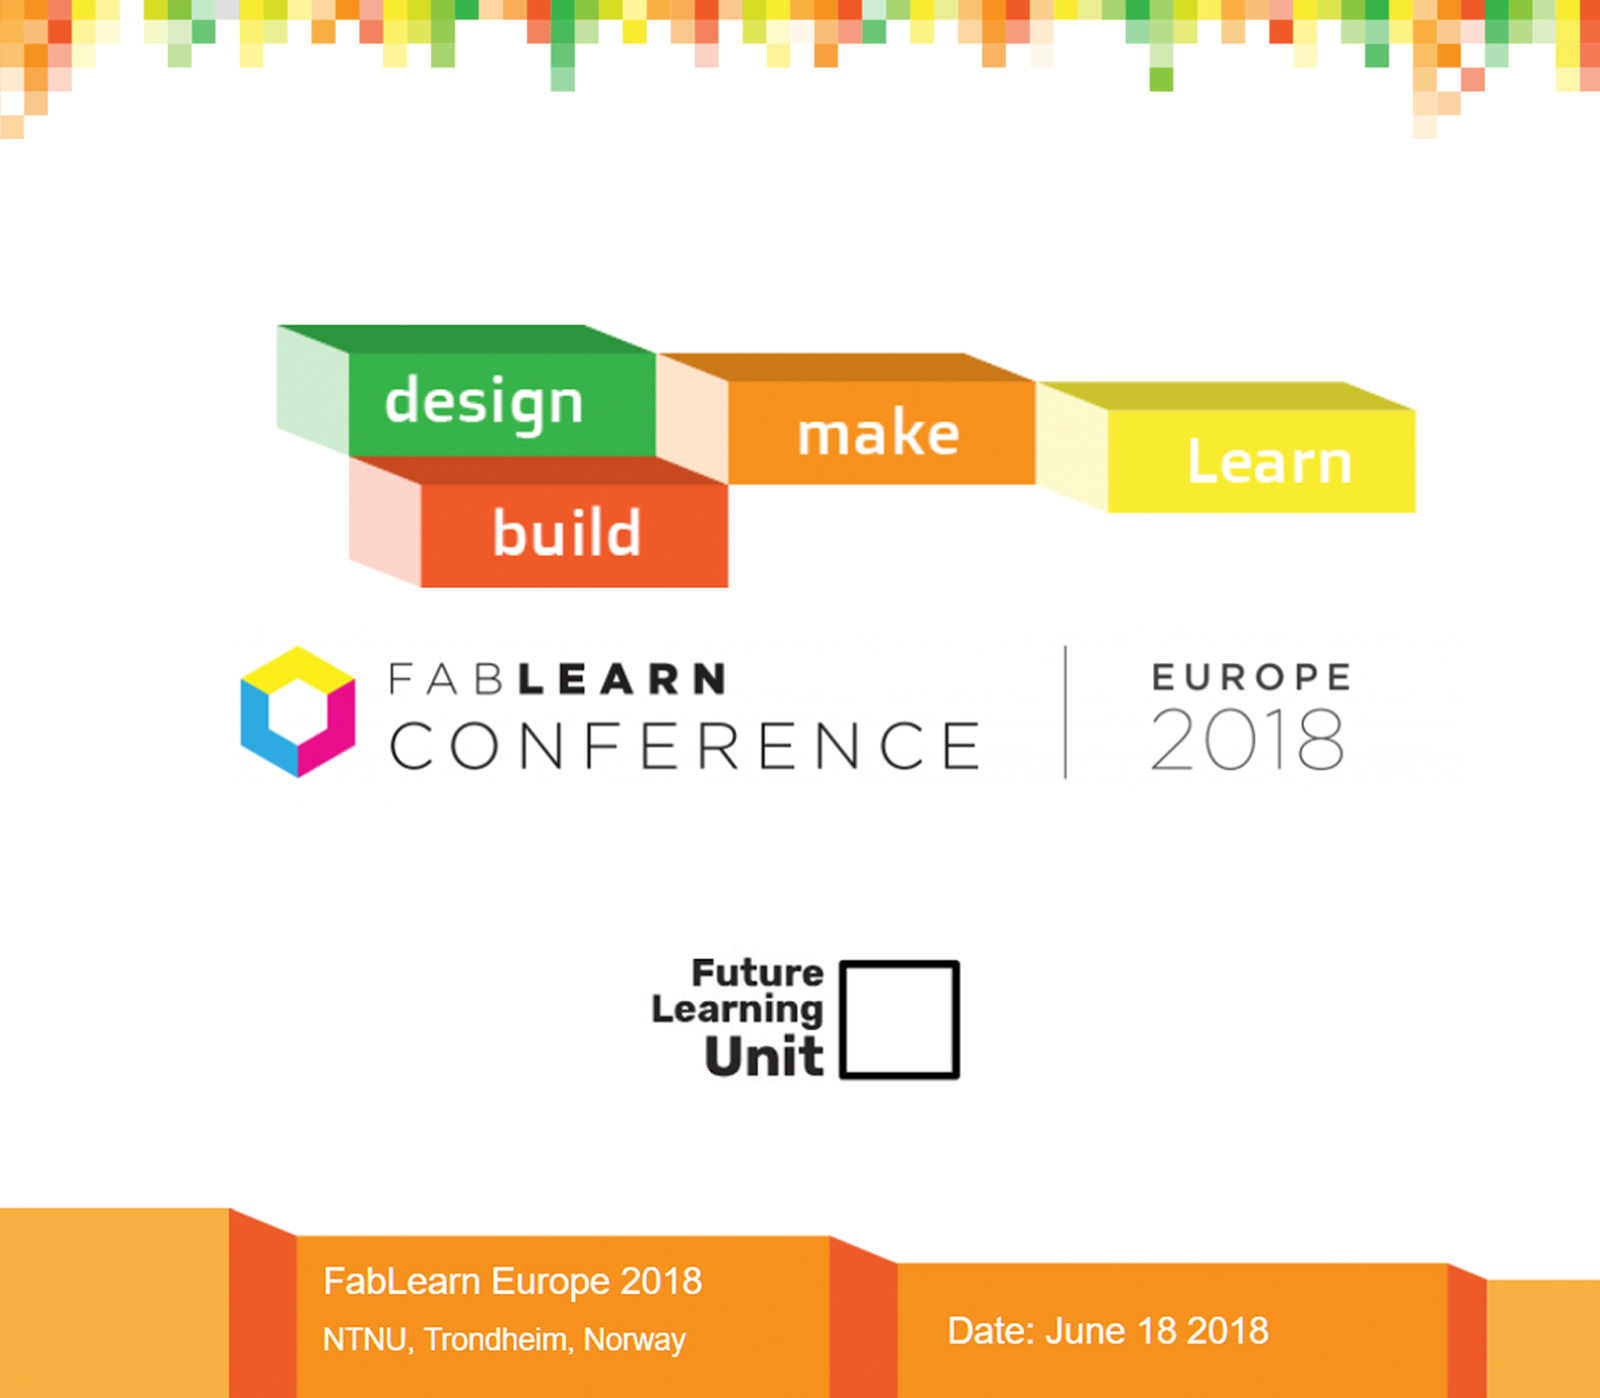 design
make
Learn
build
FABLEARN
CONFERENCE
EUROPE
2018
Future
Learning
Unit
FabLearn Europe 2018
NTNU, Trondheim, Norway
Date: June 18 2018